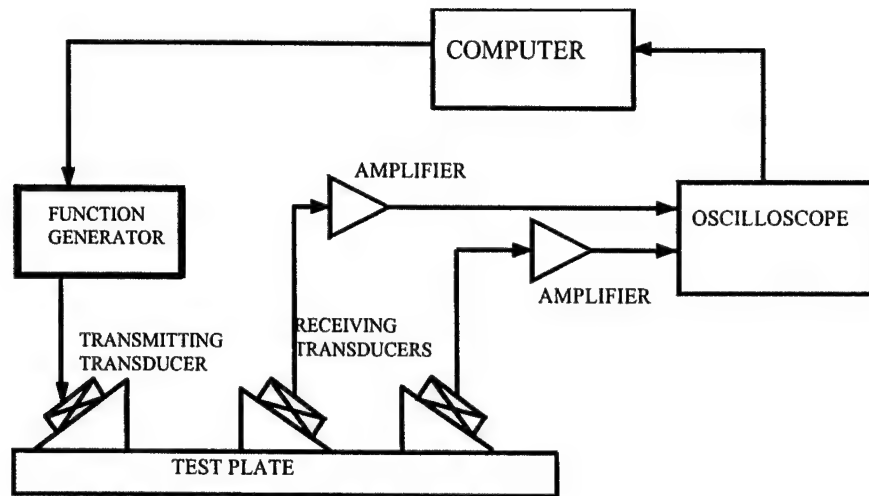 COMPUTER
AMPLIFIER
FUNCTION
GENERATOR
OSCILLOSCOPE
AMPLIFIER
TRANSMITTING
TRANSDUCER
RECEIVING
TRANSDUCERS
TEST PLATE